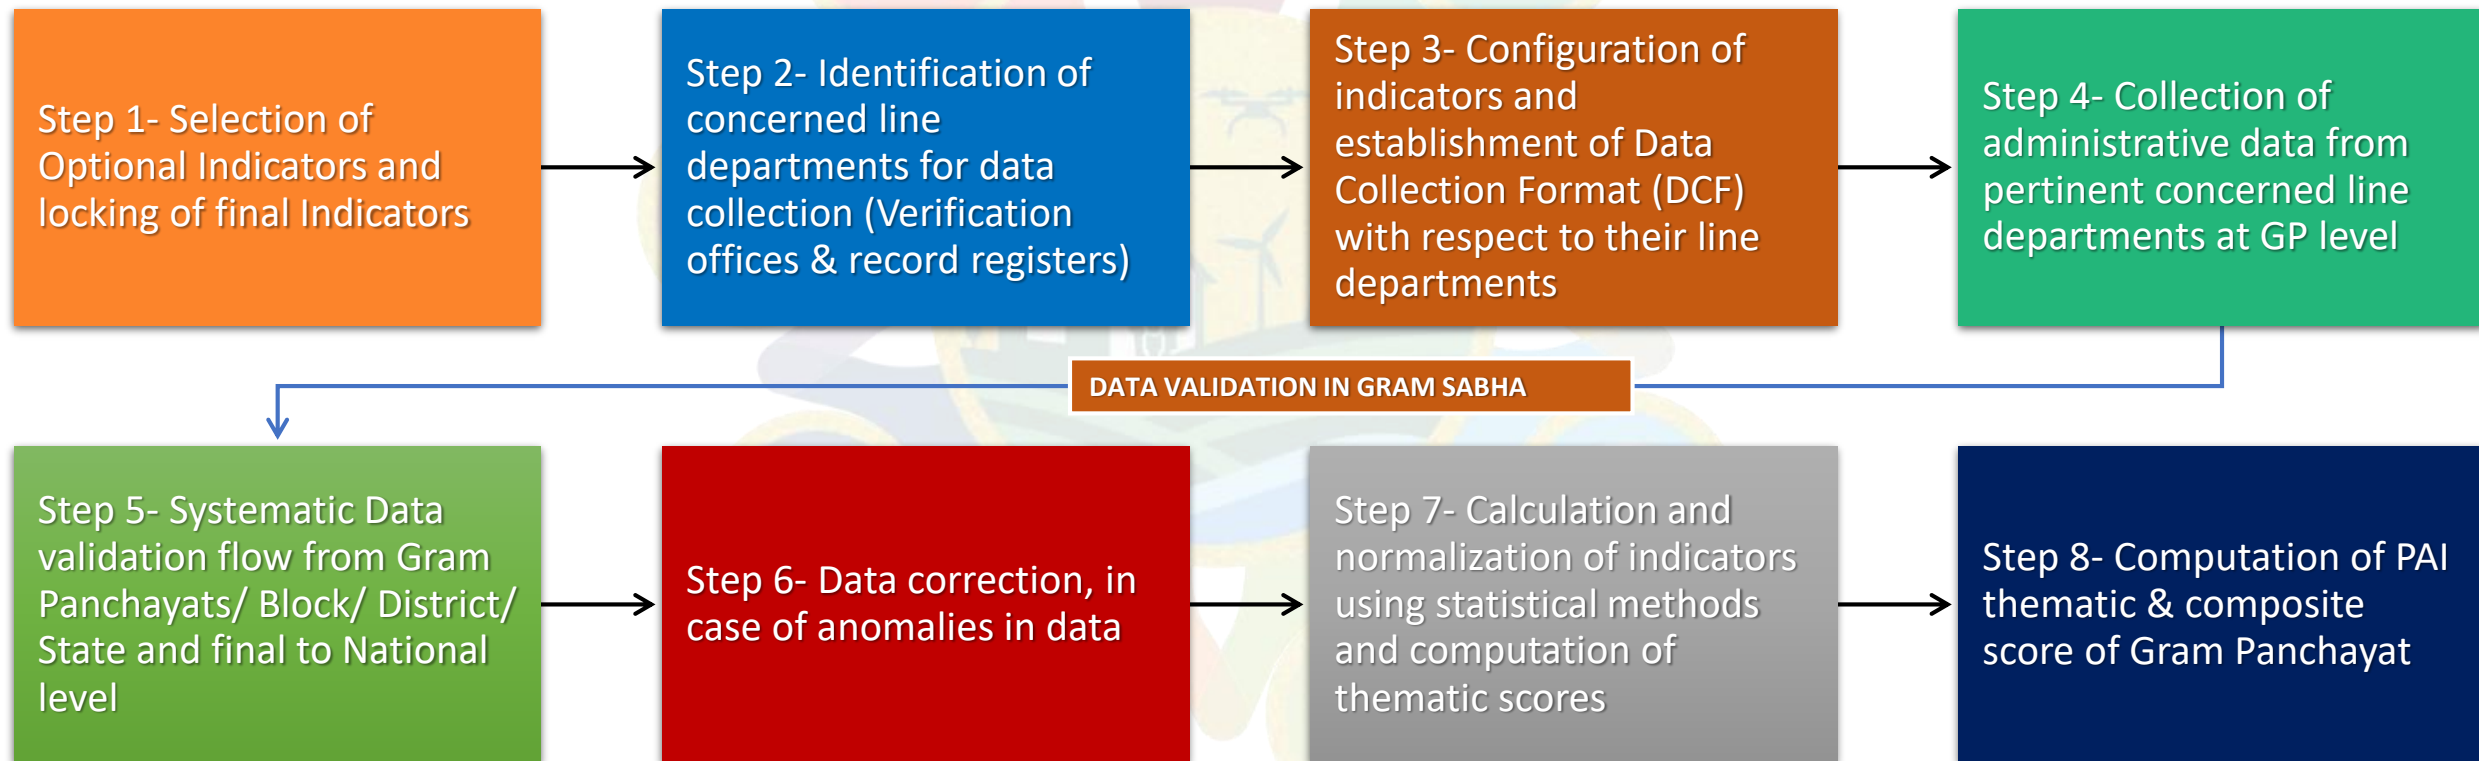 Step 1- Selection of
Optional Indicators and
locking of final Indicators
Step 2- Identification of
concerned line
departments for data
collection (Verification
offices & record registers)
Step 3- Configuration of
indicators and
establishment of Data
Collection Format (DCF)
with respect to their line
departments
Step 4- Collection of
administrative data from
pertinent concerned line
departments at GP level
DATA VALIDATION IN GRAM SABHA
Step 5- Systematic Data
validation flow from Gram
Panchayats/ Block/ District/
State and final to National
level
Step 6- Data correction, in
case of anomalies in data
Step 7- Calculation and
normalization of indicators
using statistical methods
and computation of
thematic scores
Step 8- Computation of PAI
thematic & composite
score of Gram Panchayat